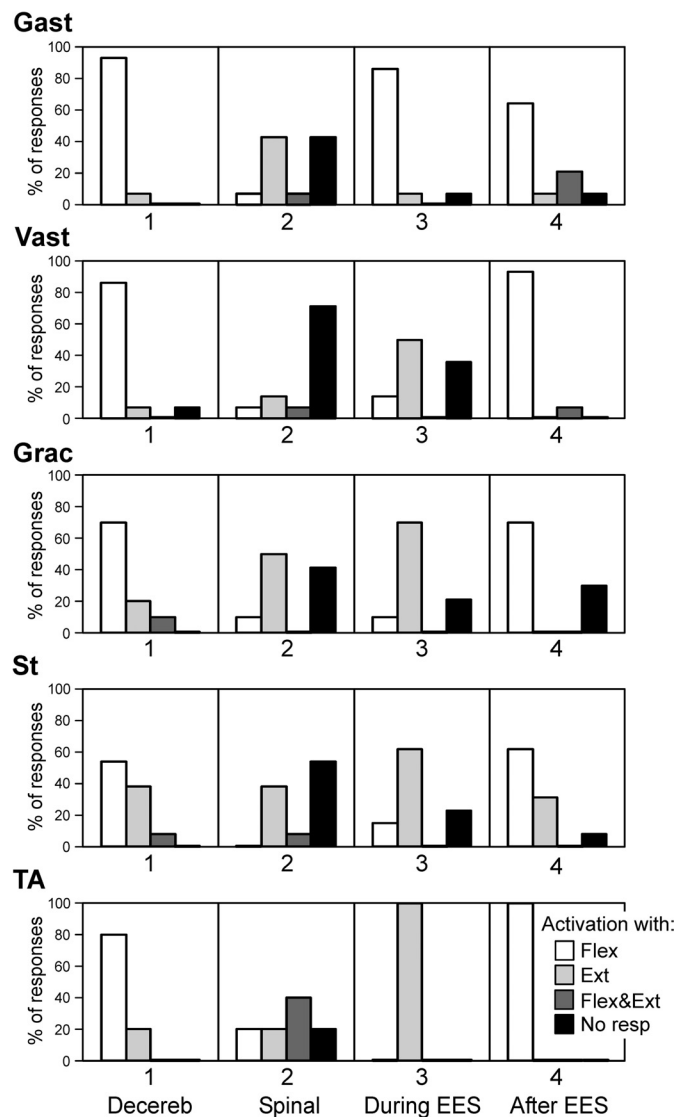 Gast
% of responses
100
80
60
40
20
0
1 2 3 4
Vast
% of responses
100
80
60
40
20
0
1 2 3 4
Grac
% of responses
100
80
60
40
20
0
1 2 3 4
St
% of responses
100
80
60
40
20
0
1 2 3 4
TA
% of responses
100
80
60
40
20
0
Activation with:
Flex
Ext
Flex&Ext
No resp
1 2 3 4
Decereb Spinal During EES After EES